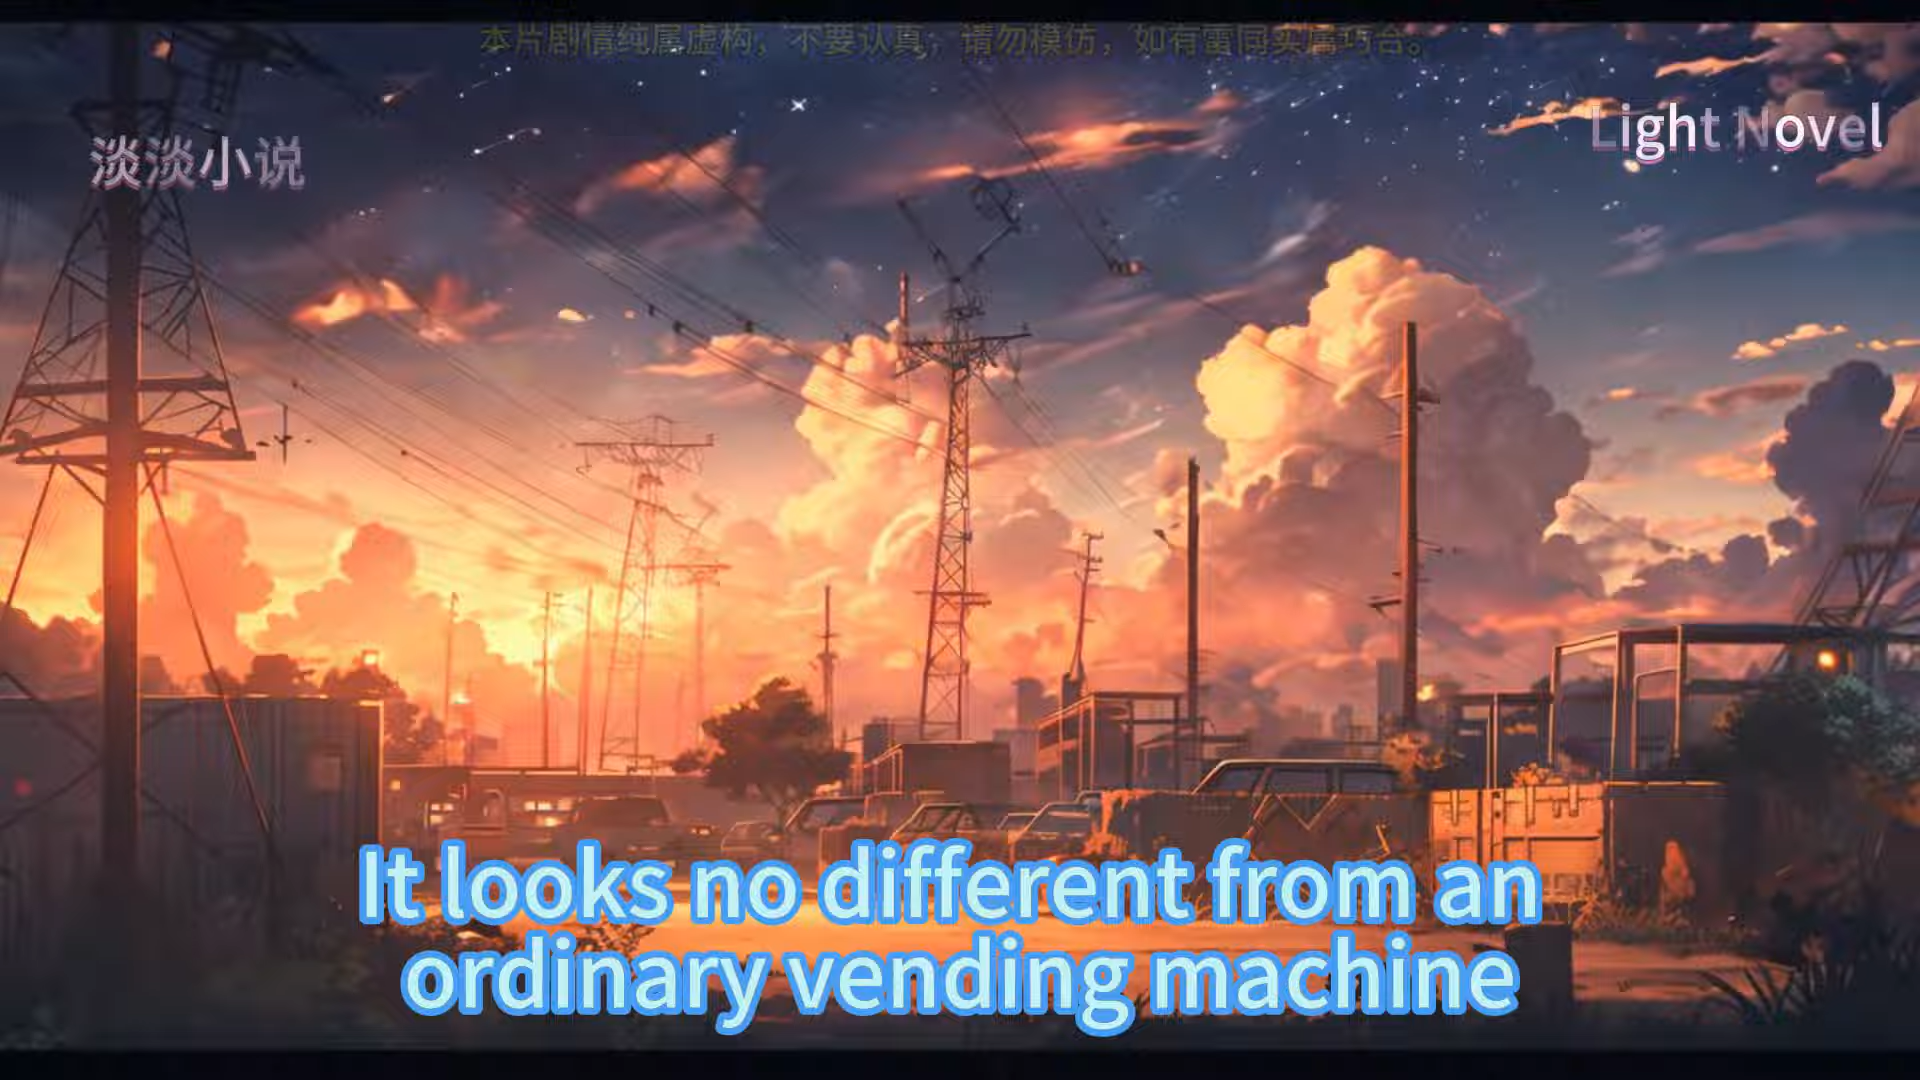 本片剧情纯属虚构，不要认真，请勿模仿，如有雷同实属巧合。
淡淡小说
Light Novel
It looks no different from an
ordinary vending machine